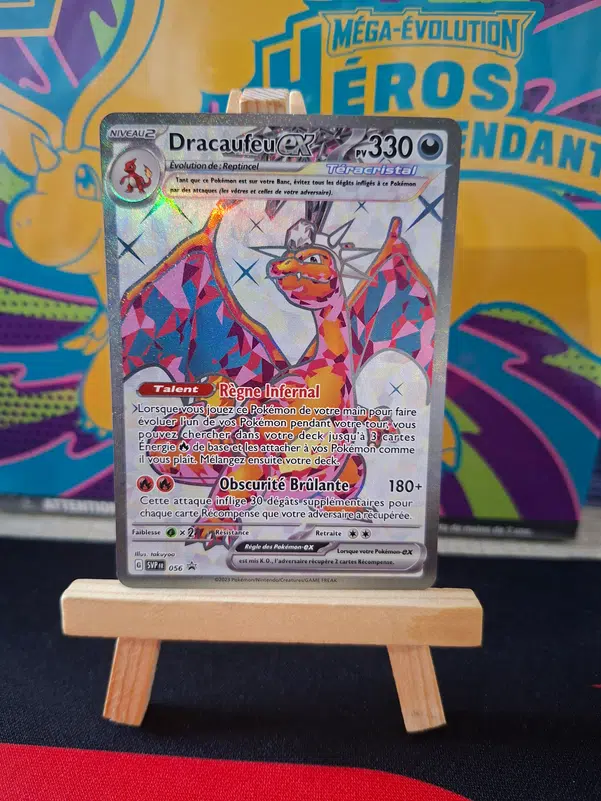 MÉGA-ÉVOLUTION
HÉROS
ENDANT
NIVEAU 2
Dracaufeu ex PV 330
Évolution de : Reptincel
Téracristal
Tant que ce Pokémon est sur votre Banc, évitez tous les dégâts infligés à ce Pokémon
par des attaques (les vôtres et celles de votre adversaire).
Talent Règne Infernal
Lorsque vous jouez ce Pokémon de votre main pour faire
évoluer l'un de vos Pokémon pendant votre tour, vous
pouvez chercher dans votre deck jusqu'à 3 cartes
Énergie de base et les attacher à vos Pokémon comme
il vous plaît. Mélangez ensuite votre deck.
Obscurité Brûlante 180+
Cette attaque inflige 30 dégâts supplémentaires pour
chaque carte Récompense que votre adversaire a récupérée.
Faiblesse ×2 Résistance Retraite
Illus. takuyoa
Règle des Pokémon-ex Lorsque votre Pokémon-ex
est mis K.O., l'adversaire récupère 2 cartes Récompense.
G SVP FR 056
©2023 Pokémon/Nintendo/Creatures/GAME FREAK